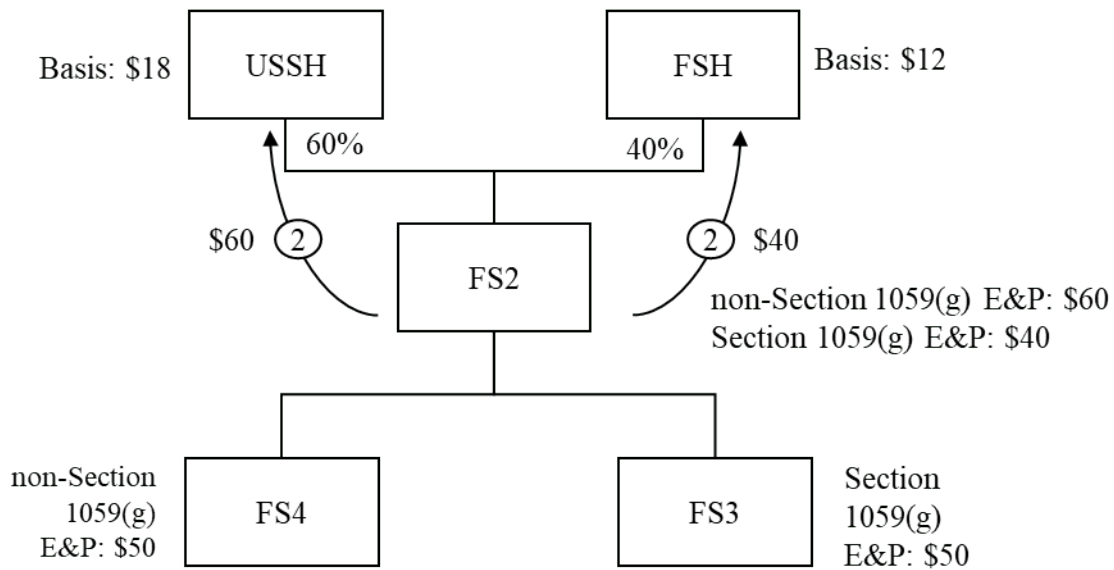 Basis: $18
USSH
FSH
Basis: $12
60%
40%
$60
2
2
$40
FS2
non-Section 1059(g) E&P: $60
Section 1059(g) E&P: $40
non-Section
1059(g)
E&P: $50
FS4
FS3
Section
1059(g)
E&P: $50